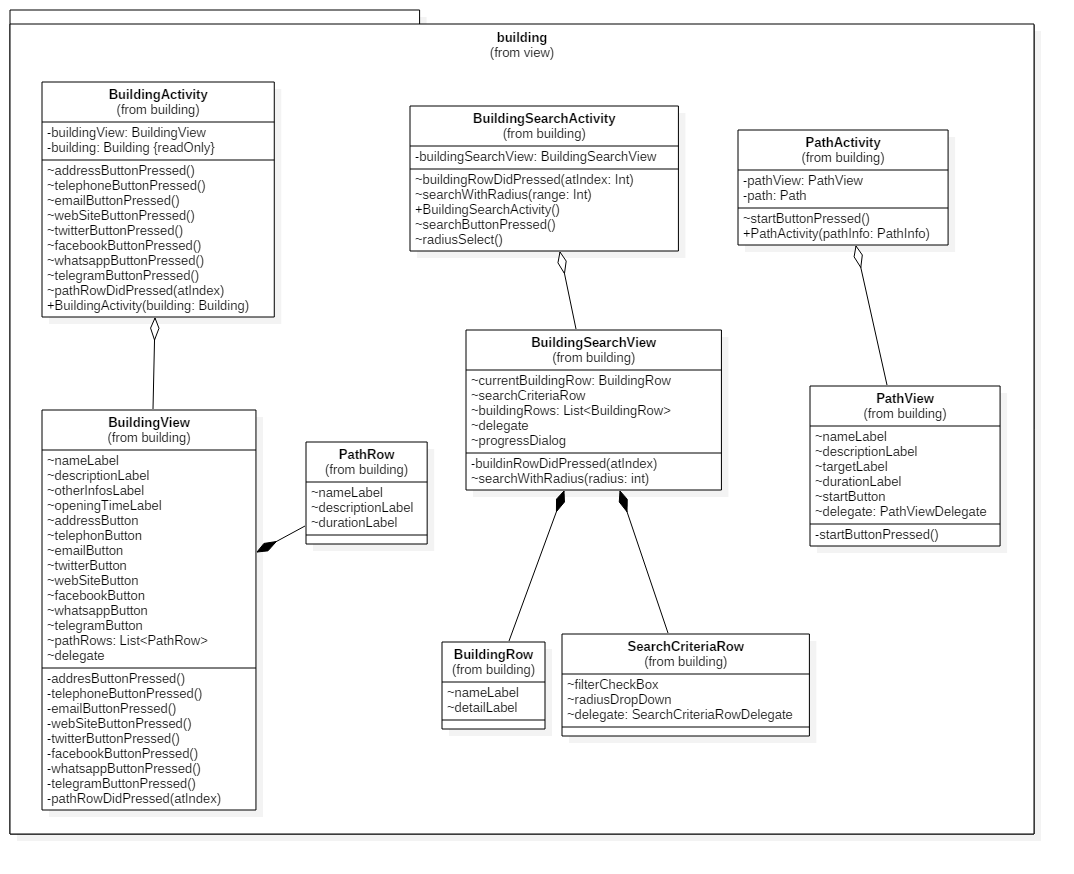 building
(from view)
BuildingActivity
(from building)
-buildingView: BuildingView
-building: Building {readOnly}
~addressButtonPressed()
~telephoneButtonPressed()
~emailButtonPressed()
~webSiteButtonPressed()
~twitterButtonPressed()
~facebookButtonPressed()
~whatsappButtonPressed()
~telegramButtonPressed()
~pathRowDidPressed(atIndex)
+BuildingActivity(building: Building)
BuildingSearchActivity
(from building)
-buildingSearchView: BuildingSearchView
~buildingRowDidPressed(atIndex: Int)
~searchWithRadius(range: Int)
+BuildingSearchActivity()
~searchButtonPressed()
~radiusSelect()
PathActivity
(from building)
-pathView: PathView
-path: Path
~startButtonPressed()
+PathActivity(pathInfo: PathInfo)
BuildingView
(from building)
~nameLabel
~descriptionLabel
~otherInfosLabel
~openingTimeLabel
~addressButton
~telephonButton
~emailButton
~twitterButton
~webSiteButton
~facebookButton
~whatsappButton
~telegramButton
~pathRows: List<PathRow>
~delegate
-addresButtonPressed()
-telephoneButtonPressed()
-emailButtonPressed()
-webSiteButtonPressed()
-twitterButtonPressed()
-facebookButtonPressed()
-whatsappButtonPressed()
-telegramButtonPressed()
-pathRowDidPressed(atIndex)
PathRow
(from building)
~nameLabel
~descriptionLabel
~durationLabel
BuildingSearchView
(from building)
~currentBuildingRow: BuildingRow
~searchCriteriaRow
~buildingRows: List<BuildingRow>
~delegate
~progressDialog
-buildinRowDidPressed(atIndex)
~searchWithRadius(radius: int)
PathView
(from building)
~nameLabel
~descriptionLabel
~targetLabel
~durationLabel
~startButton
~delegate: PathViewDelegate
-startButtonPressed()
BuildingRow
(from building)
~nameLabel
~detailLabel
SearchCriteriaRow
(from building)
~filterCheckBox
~radiusDropDown
~delegate: SearchCriteriaRowDelegate